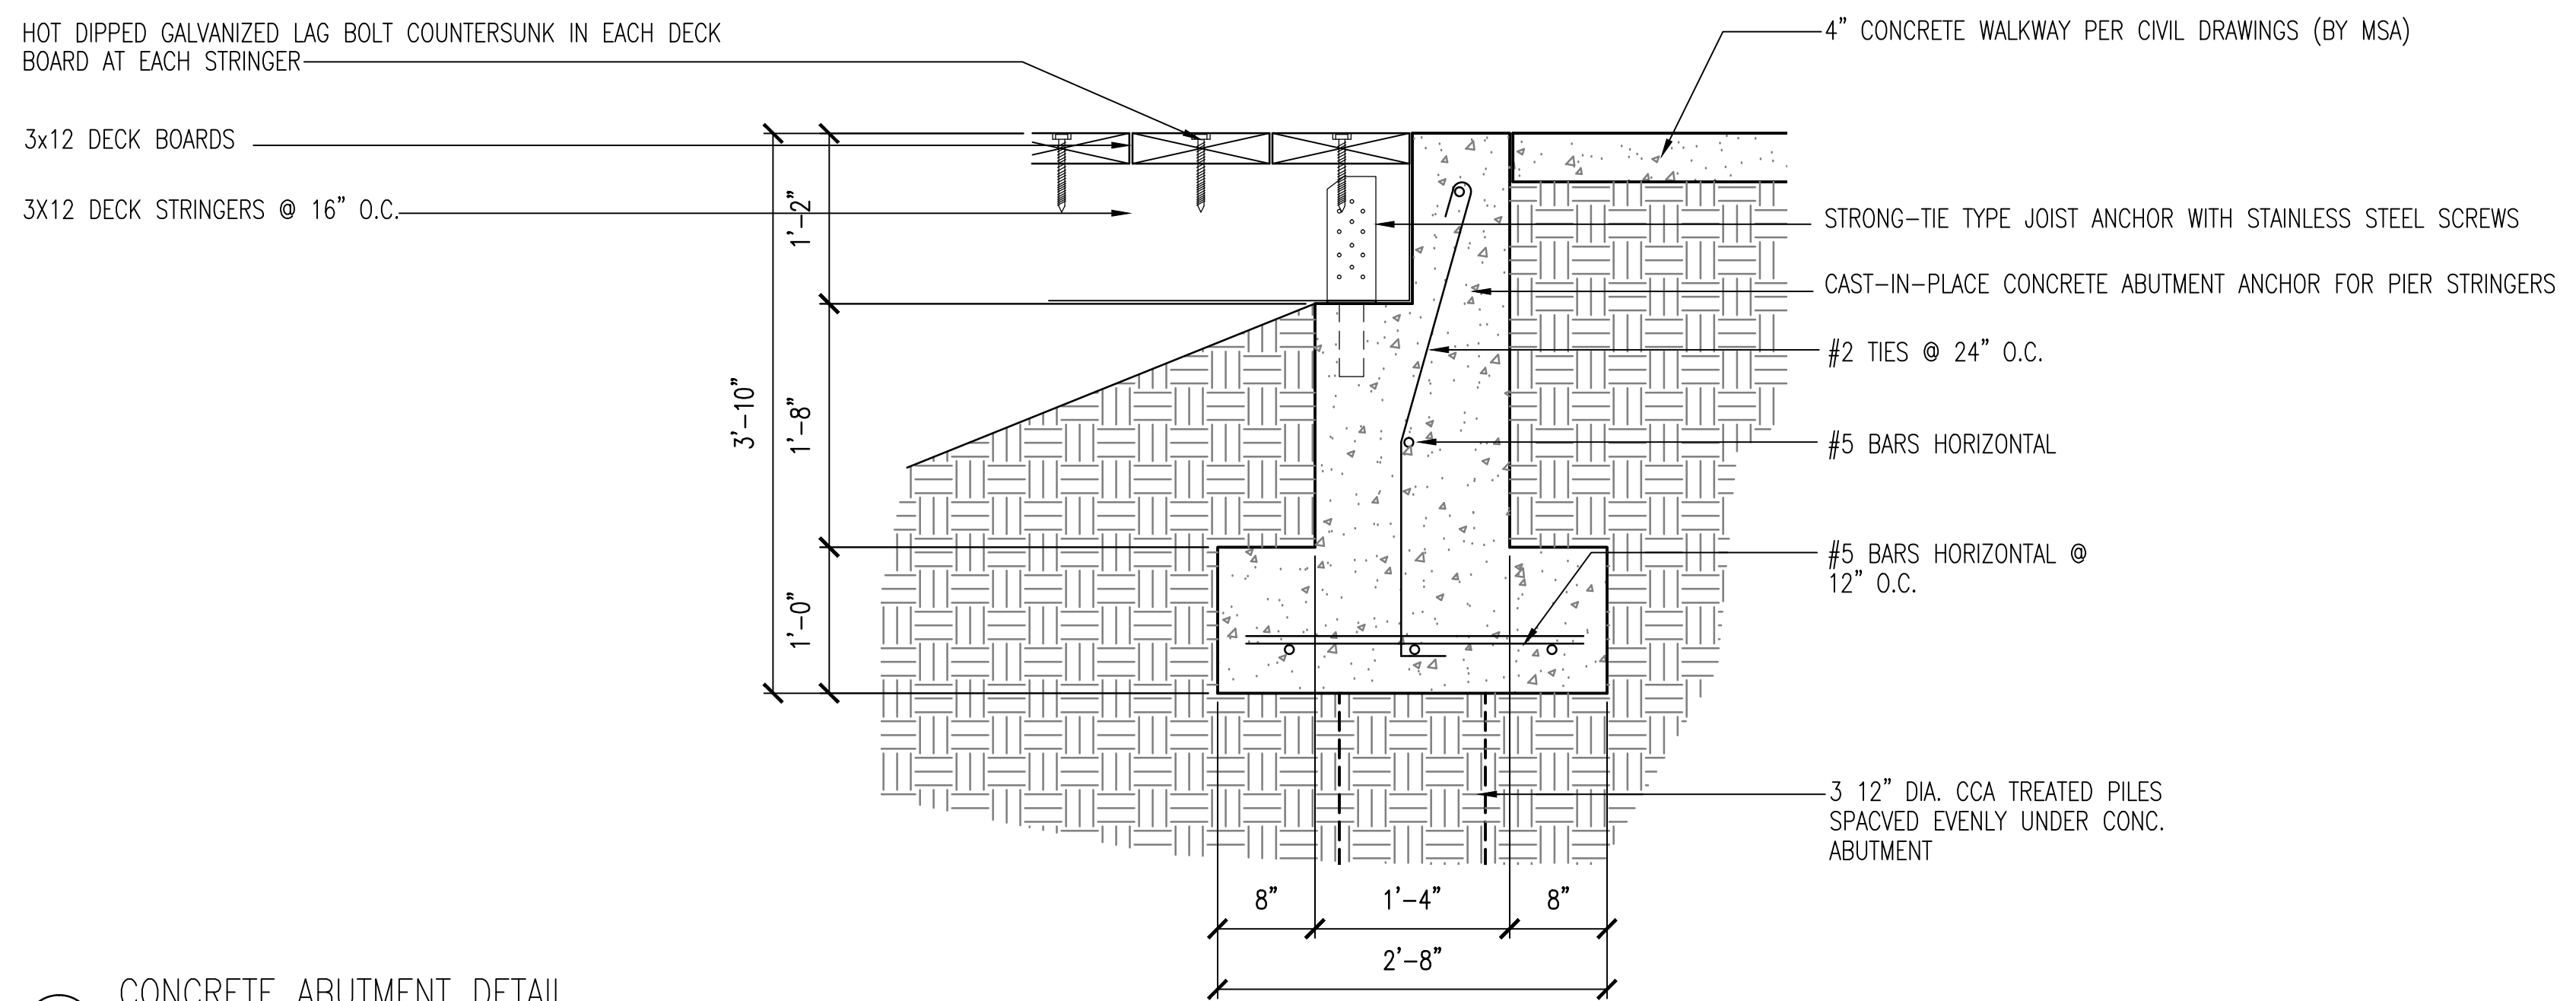 HOT DIPPED GALVANIZED LAG BOLT COUNTERSUNK IN EACH DECK
BOARD AT EACH STRINGER
3x12 DECK BOARDS
3X12 DECK STRINGERS @ 16" O.C.
4" CONCRETE WALKWAY PER CIVIL DRAWINGS (BY MSA)
STRONG-TIE TYPE JOIST ANCHOR WITH STAINLESS STEEL SCREWS
CAST-IN-PLACE CONCRETE ABUTMENT ANCHOR FOR PIER STRINGERS
#2 TIES @ 24" O.C.
#5 BARS HORIZONTAL
#5 BARS HORIZONTAL @
12" O.C.
3 12" DIA. CCA TREATED PILES
SPACVED EVENLY UNDER CONC.
ABUTMENT
1'-2"
3'-10"
1'-8"
1'-0"
8"
1'-4"
8"
2'-8"
CONCRETE ABUTMENT DETAIL